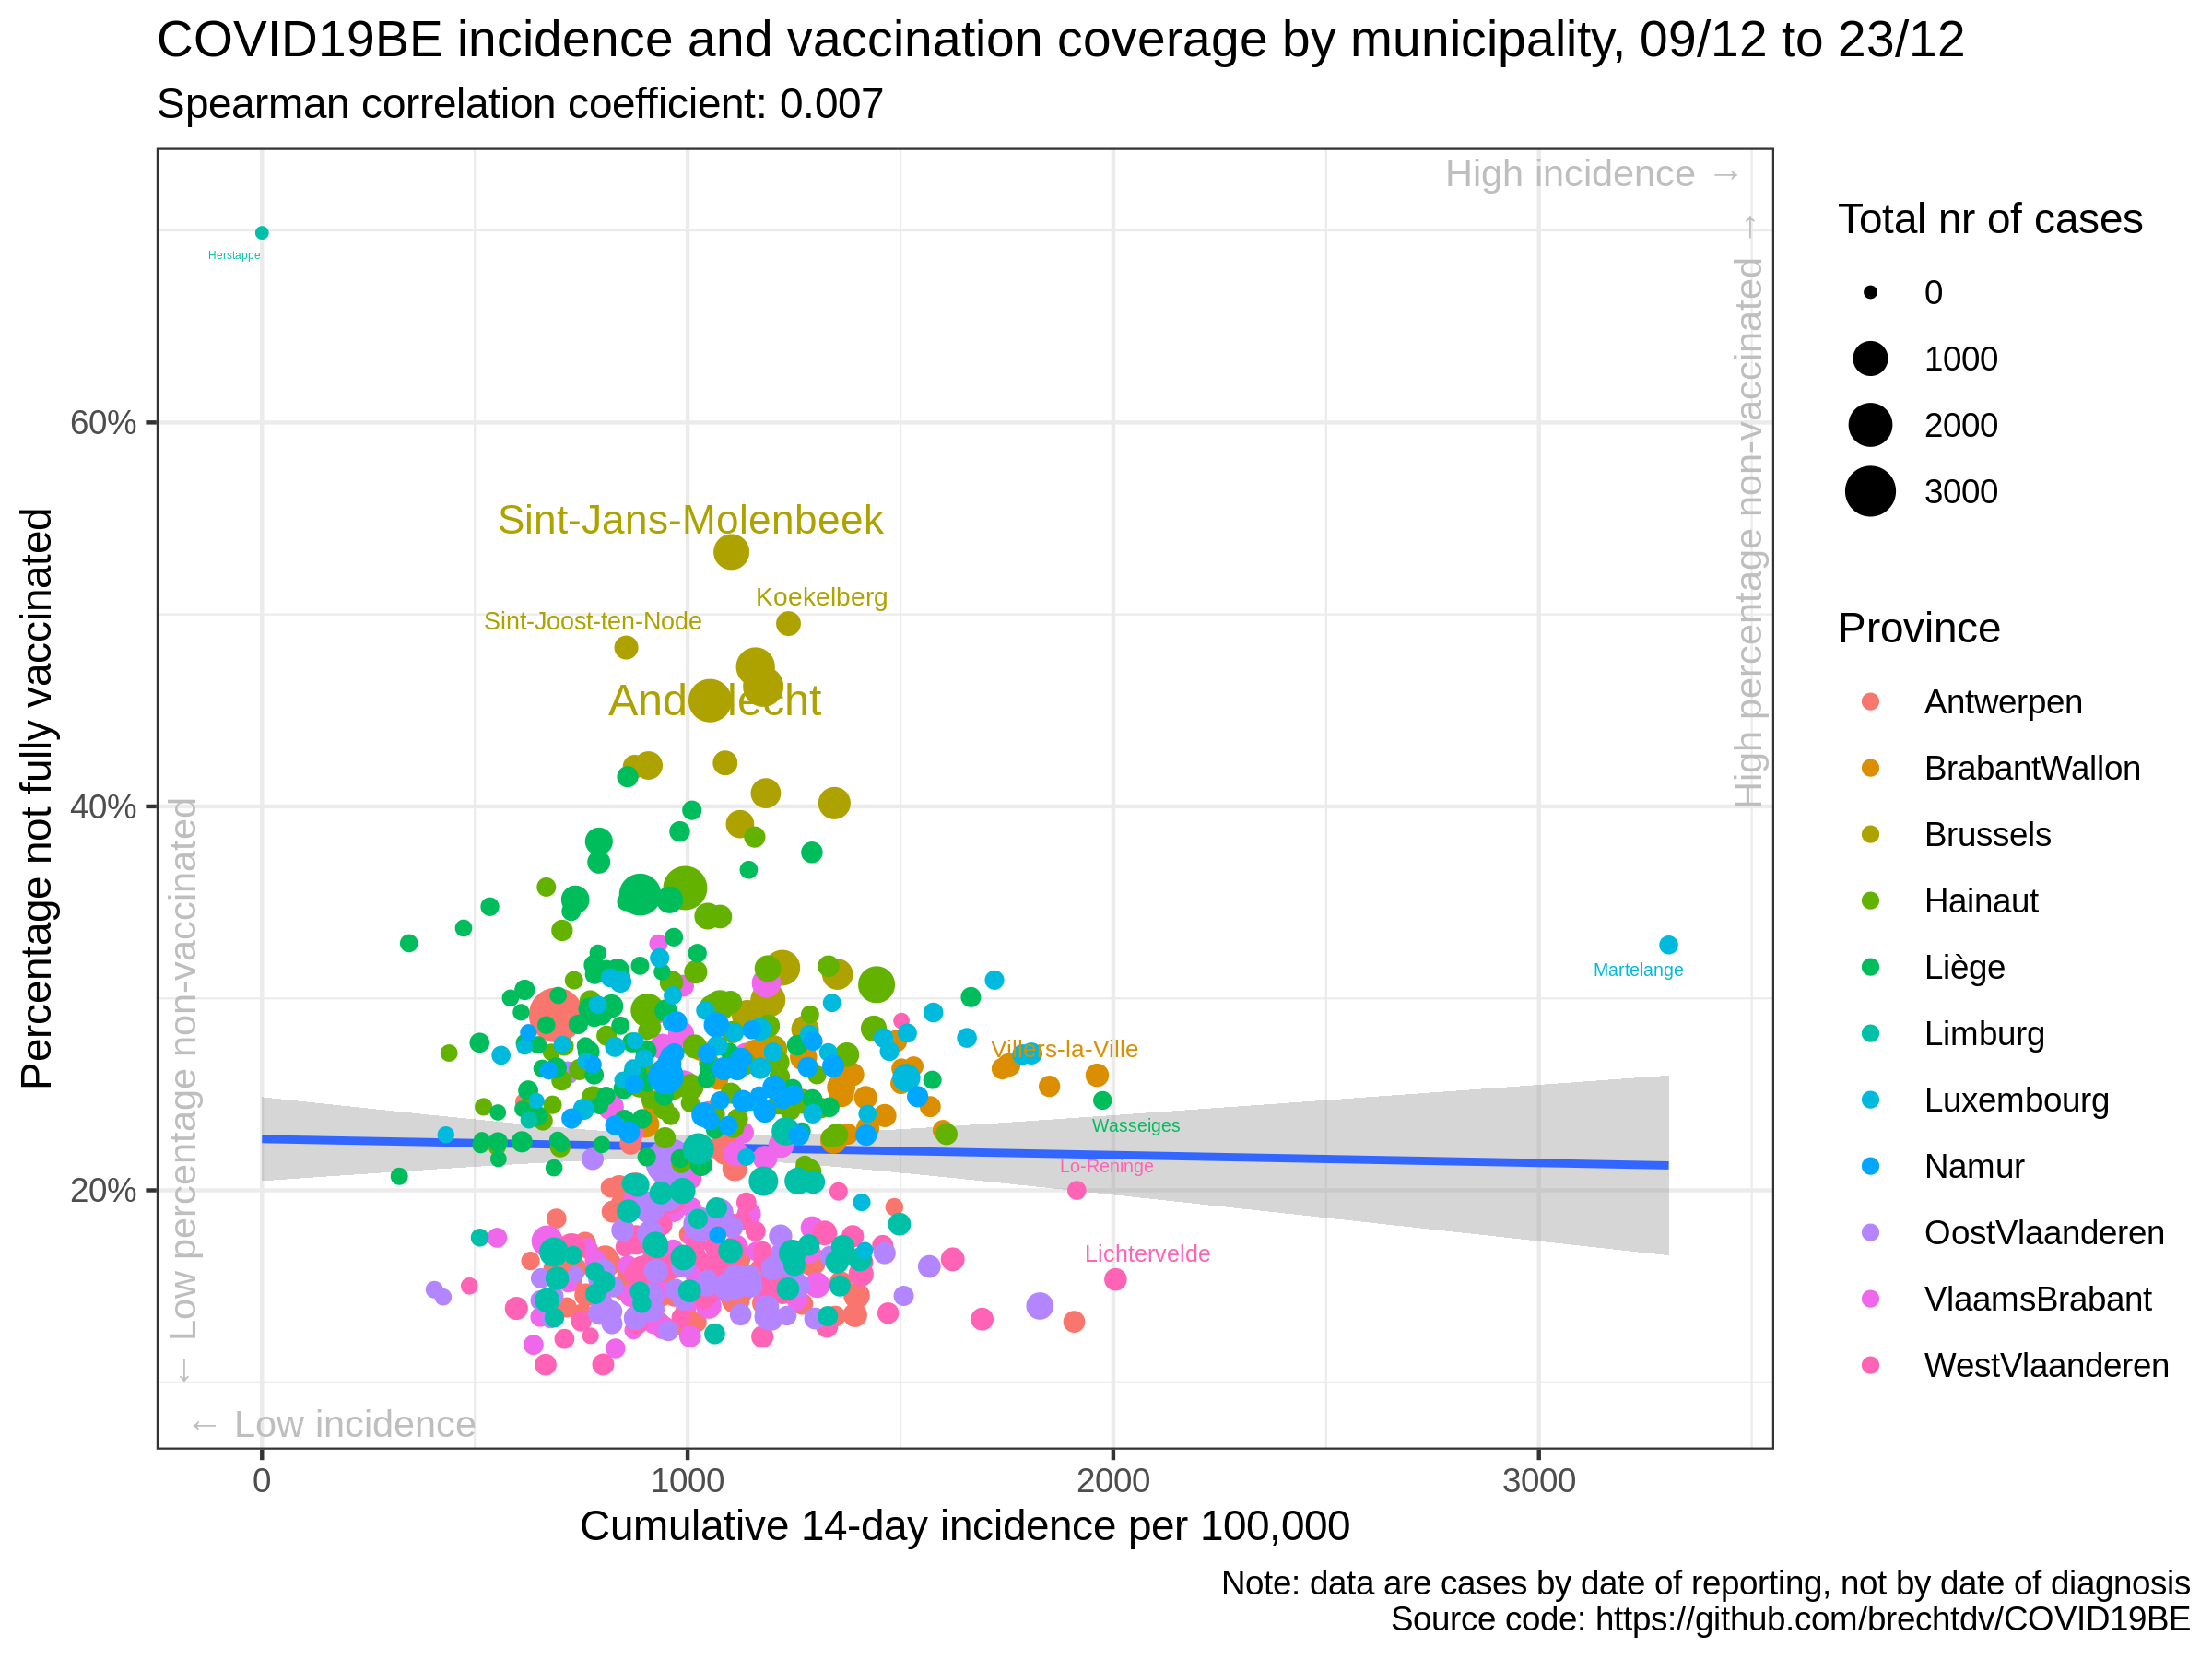 COVID19BE incidence and vaccination coverage by municipality, 09/12 to 23/12
Spearman correlation coefficient: 0.007
High incidence →
High percentage non-vaccinated →
← Low percentage non-vaccinated
← Low incidence
Percentage not fully vaccinated
60%
40%
20%
Herstappe
Sint-Jans-Molenbeek
Koekelberg
Sint-Joost-ten-Node
Anderlecht
Martelange
Villers-la-Ville
Wasseiges
Lo-Reninge
Lichtervelde
0
1000
2000
3000
Cumulative 14-day incidence per 100,000
Total nr of cases
0
1000
2000
3000
Province
Antwerpen
BrabantWallon
Brussels
Hainaut
Liège
Limburg
Luxembourg
Namur
OostVlaanderen
VlaamsBrabant
WestVlaanderen
Note: data are cases by date of reporting, not by date of diagnosis
Source code: https://github.com/brechtdv/COVID19BE